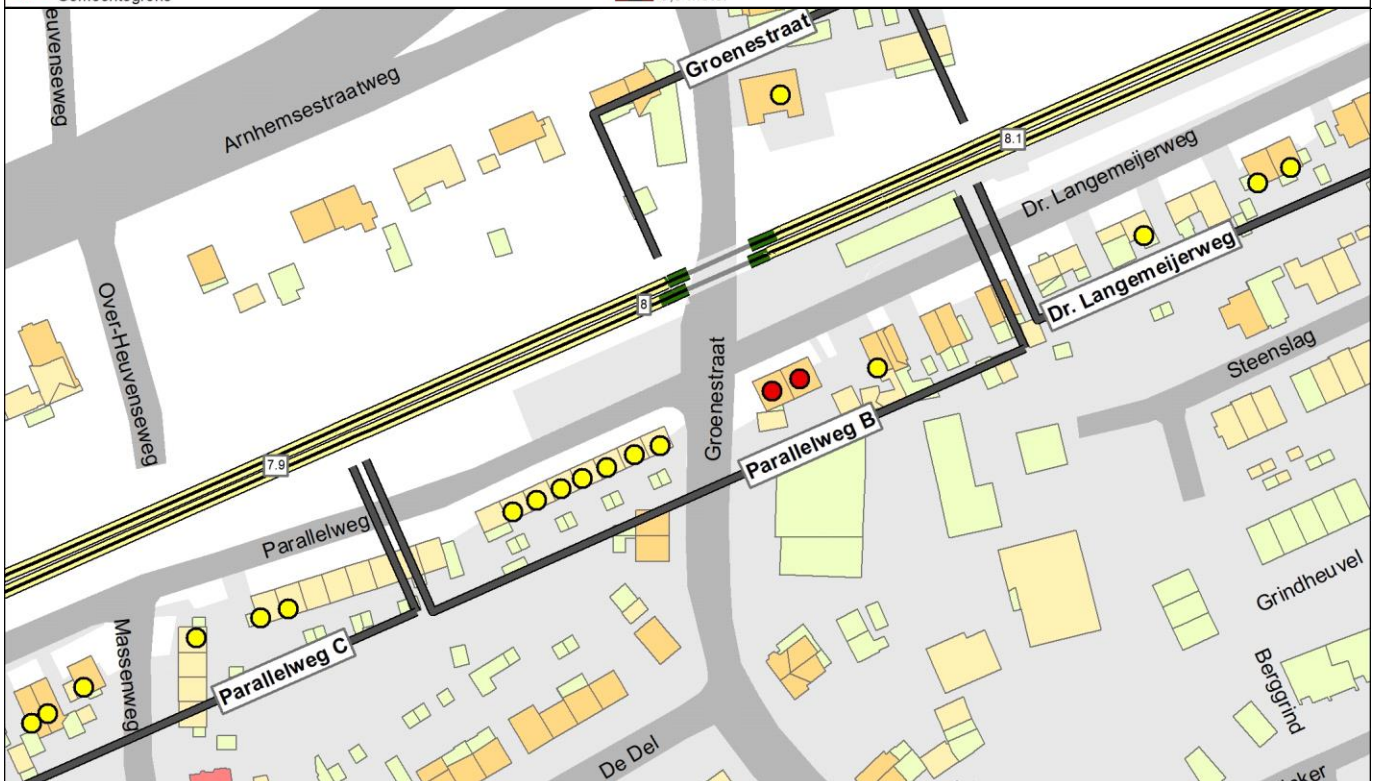 euvenseweg
Arnhemsestraatweg
Groenestraat
8.1
Dr. Langemeijerweg
Over-Heuvenseweg
8
Dr. Langemeijerweg
Steenslag
Groenestraat
Parallelweg B
7.9
Parallelweg
Grindheuvel
Massenweg
Parallelweg C
Berggrind
De Del